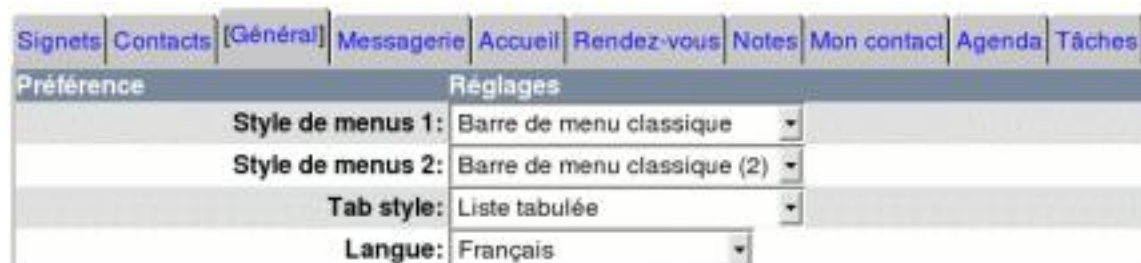 Signets Contacts [Général] Messagerie Accueil Rendez-vous Notes Mon contact Agenda Tâches
Préférence Réglages
Style de menus 1: Barre de menu classique
Style de menus 2: Barre de menu classique (2)
Tab style: Liste tabulée
Langue: Français